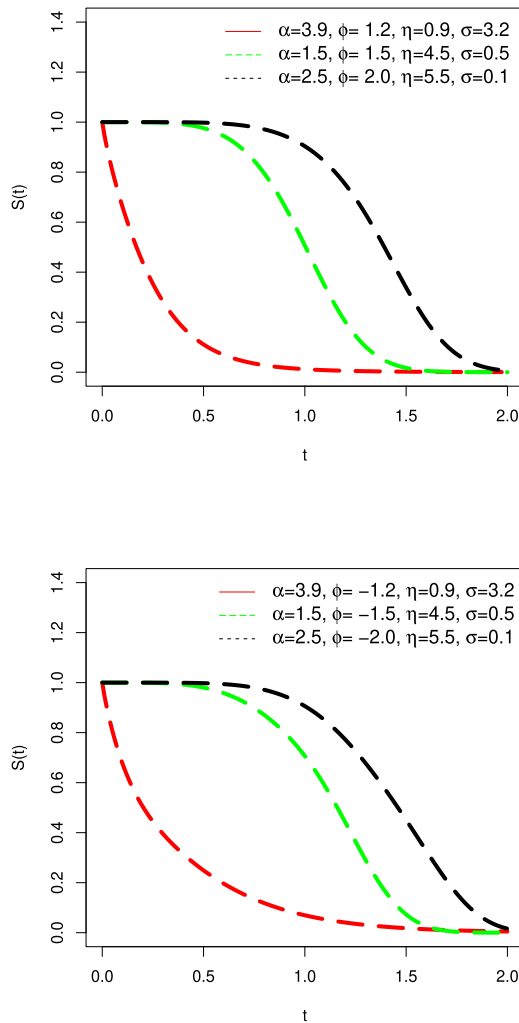 α=3.9, ϕ= 1.2, η=0.9, σ=3.2
α=1.5, ϕ= 1.5, η=4.5, σ=0.5
α=2.5, ϕ= 2.0, η=5.5, σ=0.1
1.4
1.2
1.0
0.8
0.6
0.4
0.2
0.0
S(t)
0.0 0.5 1.0 1.5 2.0
t
α=3.9, ϕ= −1.2, η=0.9, σ=3.2
α=1.5, ϕ= −1.5, η=4.5, σ=0.5
α=2.5, ϕ= −2.0, η=5.5, σ=0.1
1.4
1.2
1.0
0.8
0.6
0.4
0.2
0.0
S(t)
0.0 0.5 1.0 1.5 2.0
t